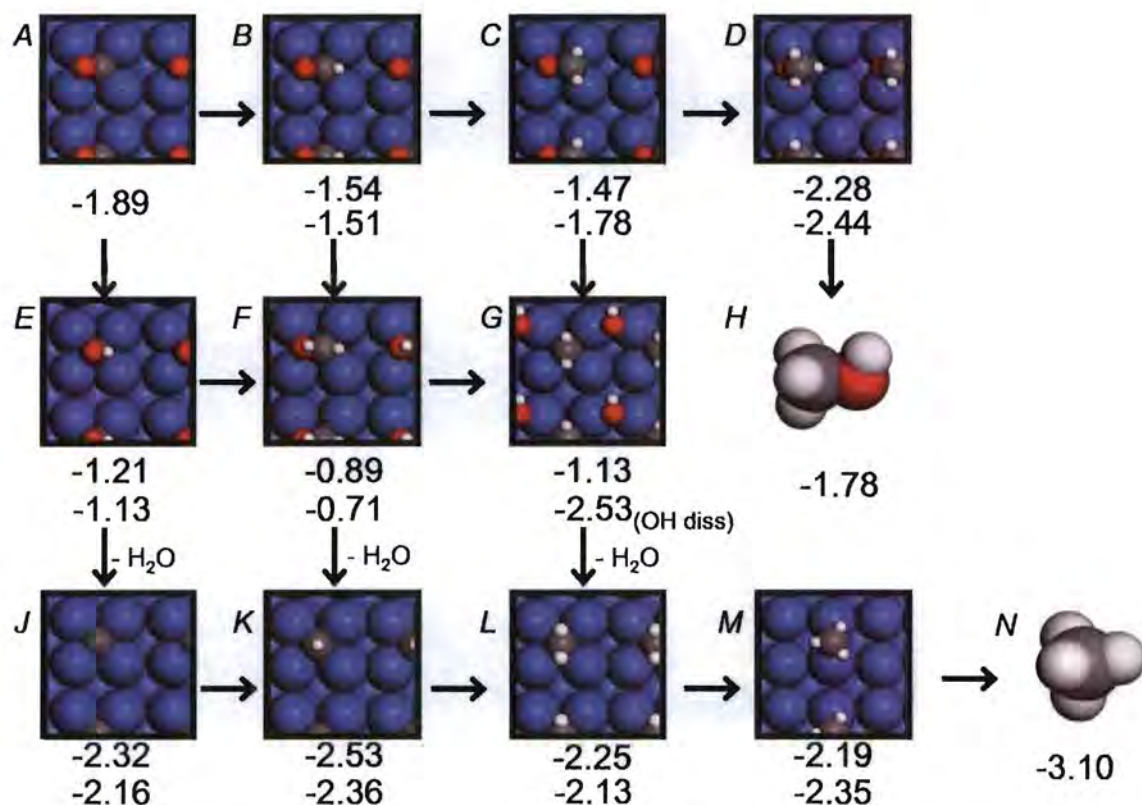 A
B
C
D
-1.89
-1.54
-1.51
-1.47
-1.78
-2.28
-2.44
E
F
G
H
-1.21
-1.13
-0.89
-0.71
-1.13
-2.53 (OH diss)
-1.78
- H₂O
- H₂O
- H₂O
J
K
L
M
N
-2.32
-2.16
-2.53
-2.36
-2.25
-2.13
-2.19
-2.35
-3.10